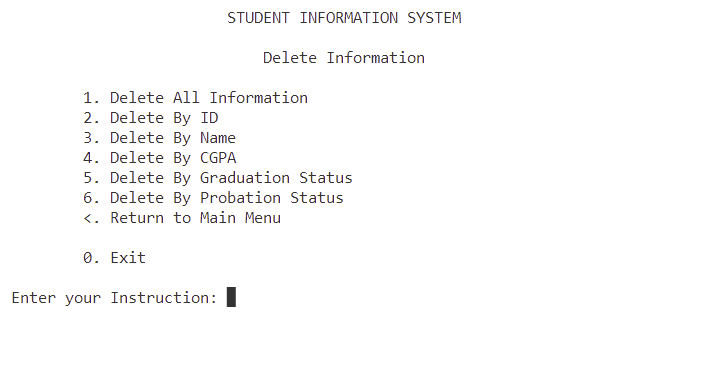 STUDENT INFORMATION SYSTEM
Delete Information
1. Delete All Information
2. Delete By ID
3. Delete By Name
4. Delete By CGPA
5. Delete By Graduation Status
6. Delete By Probation Status
<. Return to Main Menu
0. Exit
Enter your Instruction: